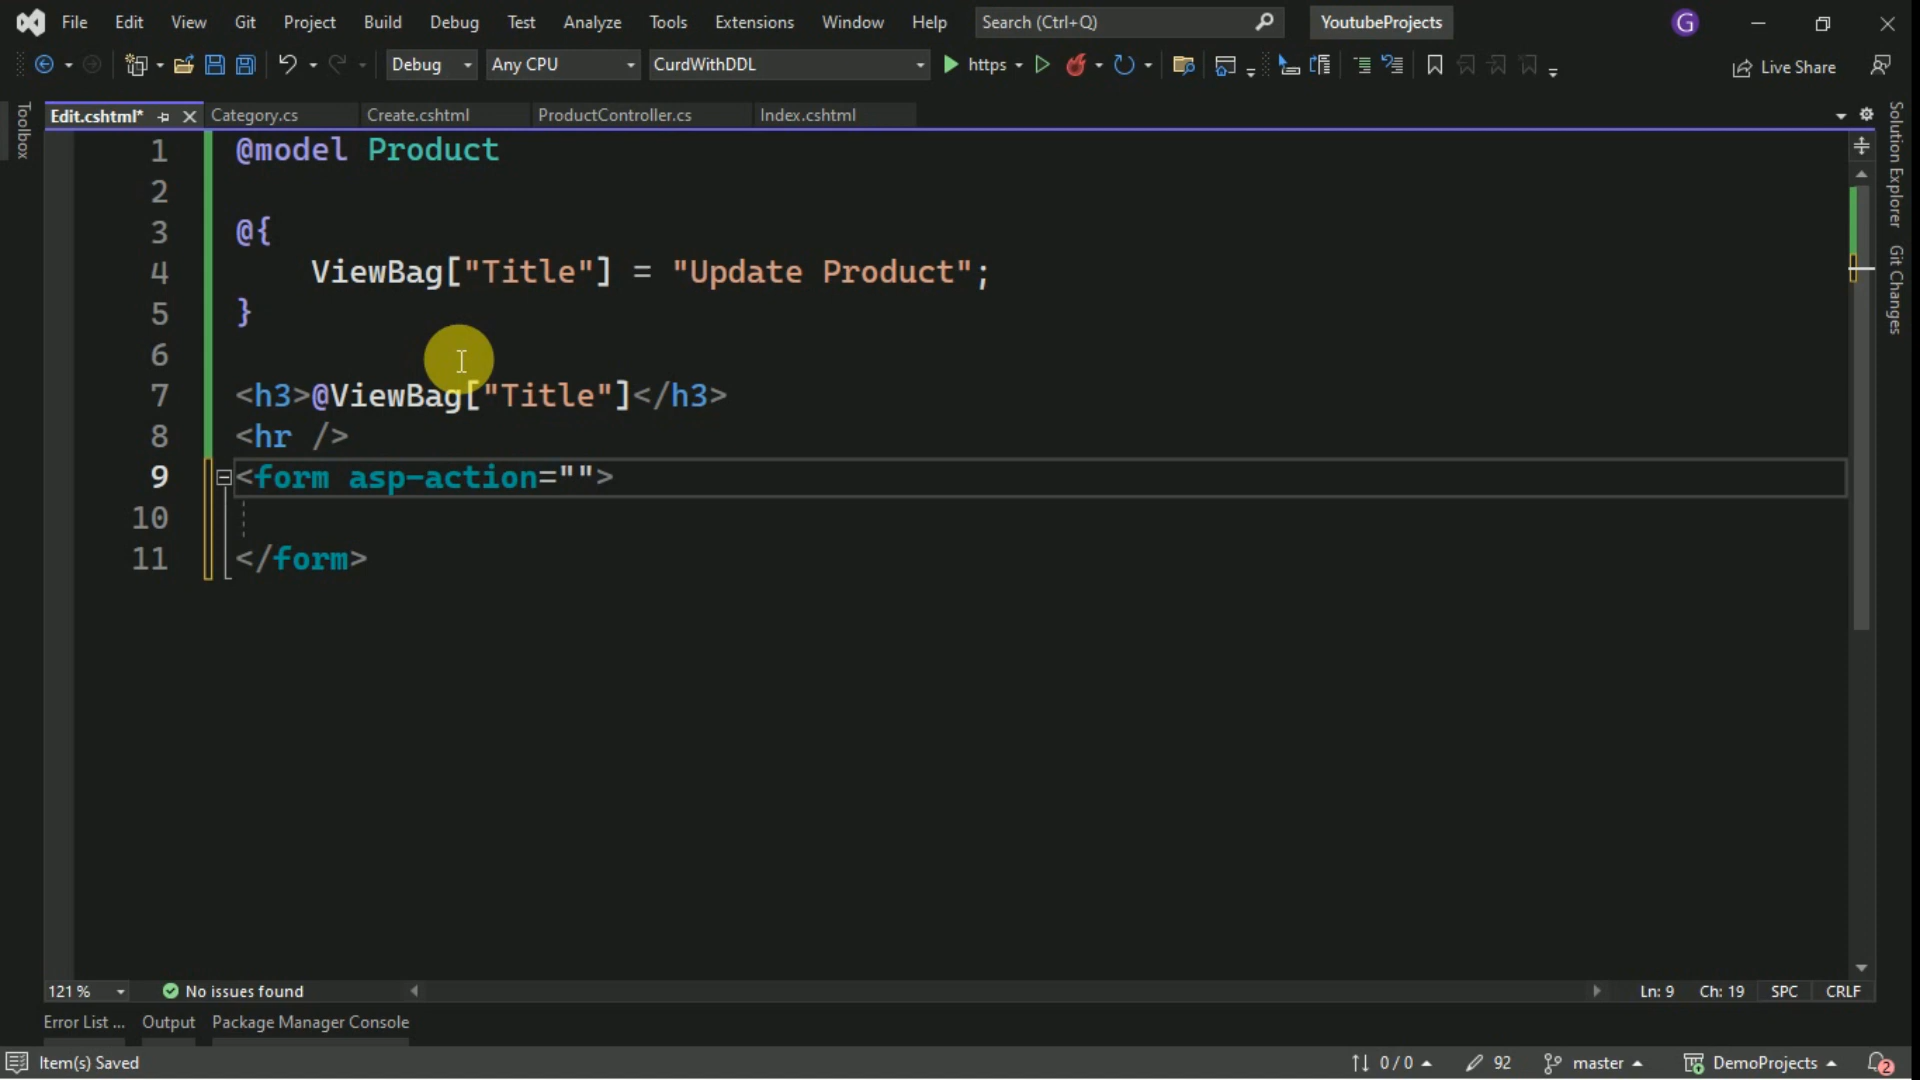 File Edit View Git Project Build Debug Test Analyze Tools Extensions Window Help Search (Ctrl+Q) YoutubeProjects G
Debug Any CPU CurdWithDDL https Live Share
Toolbox
Edit.cshtml* Category.cs Create.cshtml ProductController.cs Index.cshtml
Solution Explorer
Git Changes
1 @model Product
2
3 @{
4 ViewBag["Title"] = "Update Product";
5 }
6
7 <h3>@ViewBag["Title"]</h3>
8 <hr />
9 <form asp-action="">
10
11 </form>
121 % No issues found Ln: 9 Ch: 19 SPC CRLF
Error List ... Output Package Manager Console
Item(s) Saved 0 / 0 92 master DemoProjects 2